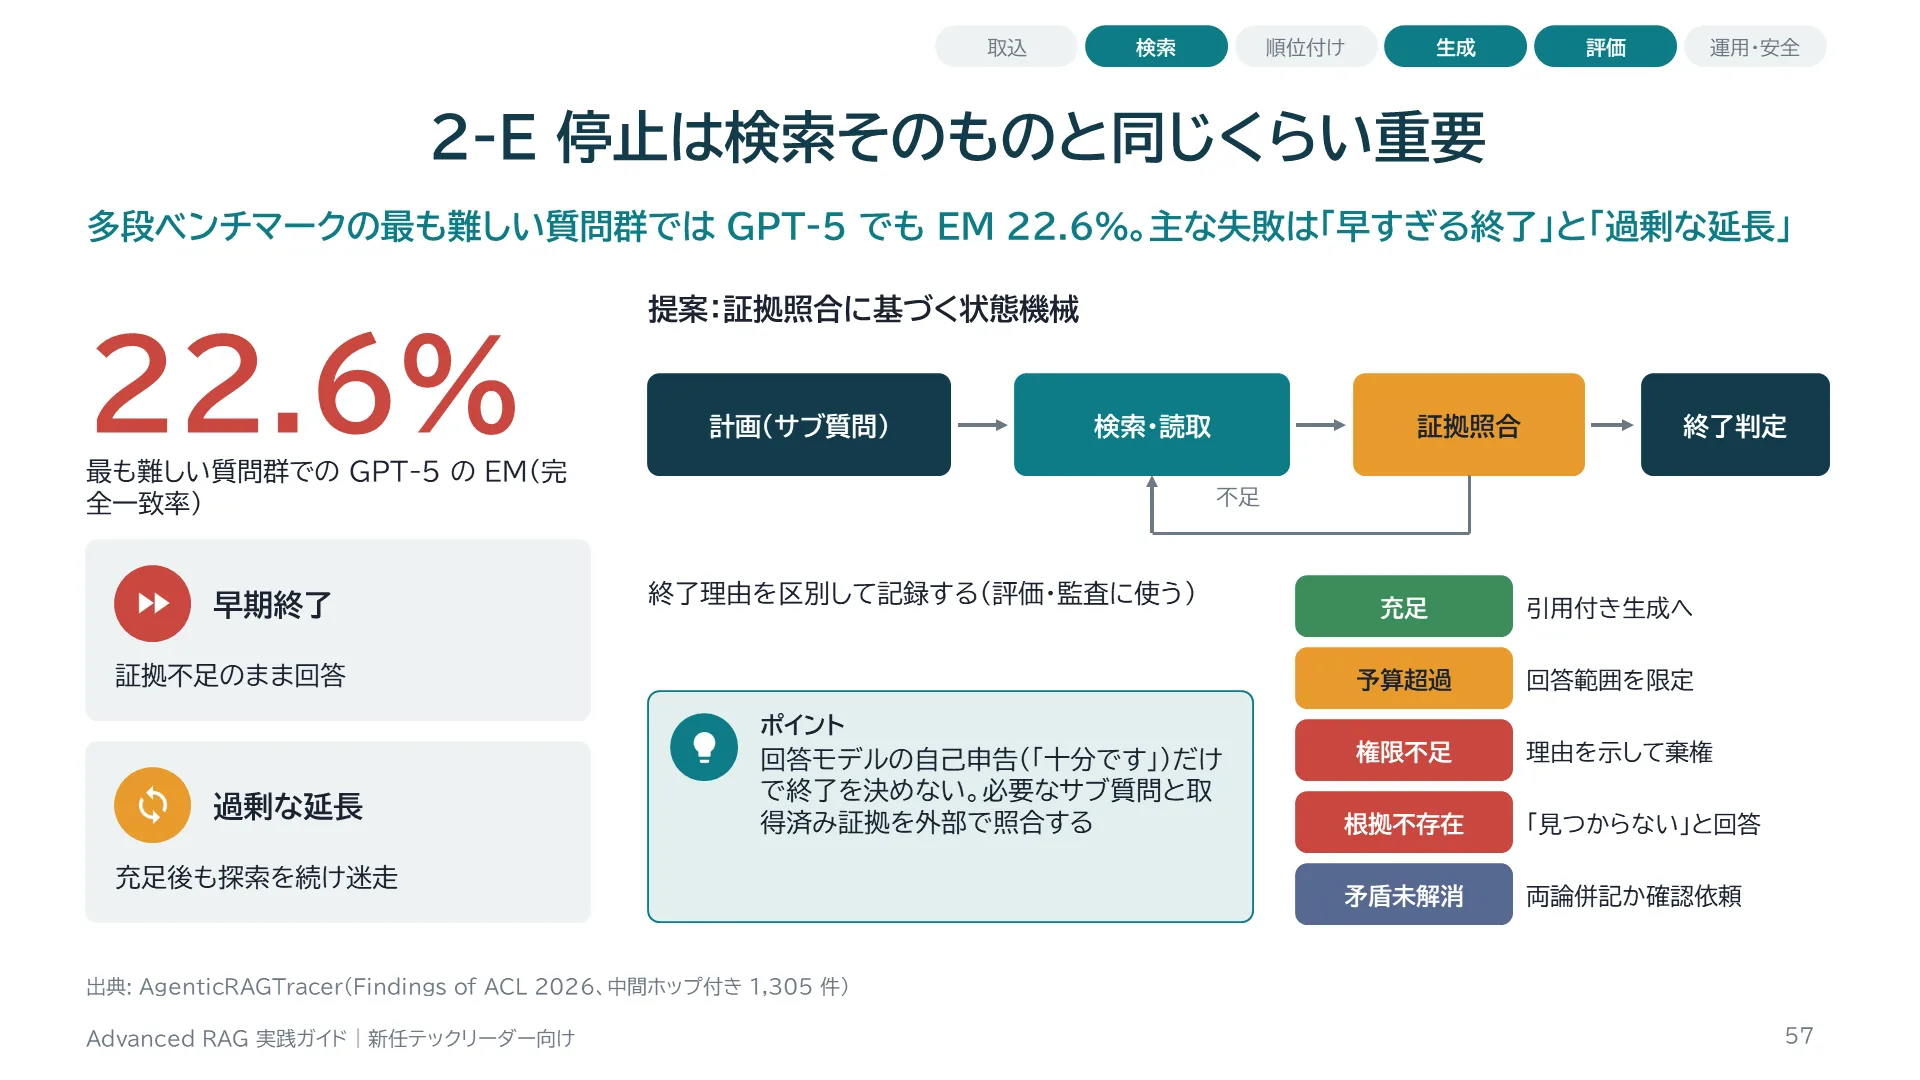 取込
検索
順位付け
生成
評価
運用・安全
2-E 停止は検索そのものと同じくらい重要
多段ベンチマークの最も難しい質問群では GPT-5 でも EM 22.6%。主な失敗は「早すぎる終了」と「過剰な延長」
22.6%
最も難しい質問群での GPT-5 の EM（完
全一致率）
早期終了
証拠不足のまま回答
過剰な延長
充足後も探索を続け迷走
提案：証拠照合に基づく状態機械
計画（サブ質問）
検索・読取
証拠照合
終了判定
不足
終了理由を区別して記録する（評価・監査に使う）
ポイント
回答モデルの自己申告（「十分です」）だけ
で終了を決めない。必要なサブ質問と取
得済み証拠を外部で照合する
充足
引用付き生成へ
予算超過
回答範囲を限定
権限不足
理由を示して棄権
根拠不存在
「見つからない」と回答
矛盾未解消
両論併記か確認依頼
出典: AgenticRAGTracer（Findings of ACL 2026、中間ホップ付き 1,305 件）
Advanced RAG 実践ガイド｜新任テックリーダー向け
57